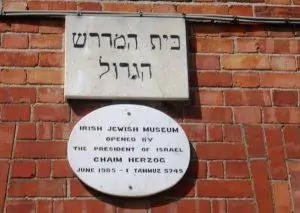 בית המדרש
הגדול
IRISH JEWISH MUSEUM
OPENED BY
THE PRESIDENT OF ISRAEL
CHAIM HERZOG
JUNE 1985 - 1 TAMMUZ 5745